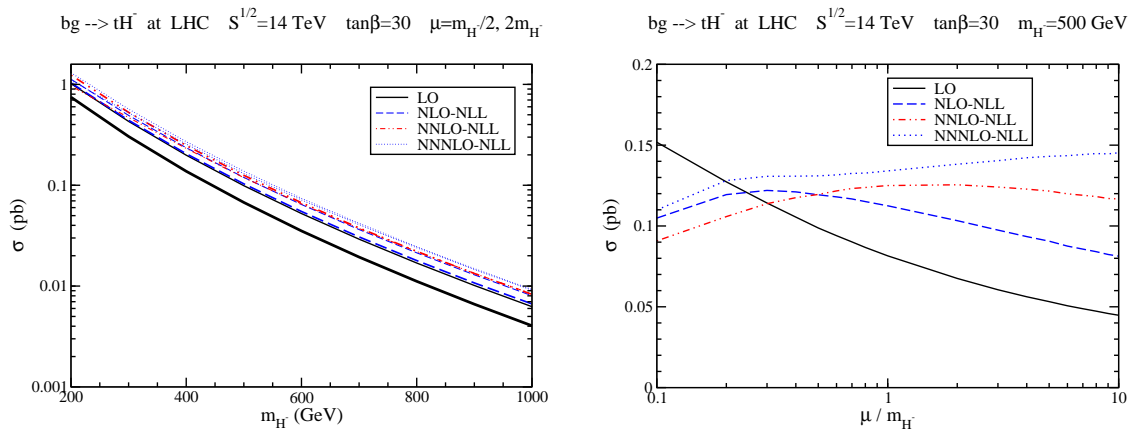 bg --> tH⁻ at LHC S^1/2=14 TeV tanβ=30 μ=m_H⁻/2, 2m_H⁻
LO
NLO-NLL
NNLO-NLL
NNNLO-NLL
1
0.1
0.01
0.001
σ (pb)
200 400 600 800 1000
m_H⁻ (GeV)
bg --> tH⁻ at LHC S^1/2=14 TeV tanβ=30 m_H⁻=500 GeV
LO
NLO-NLL
NNLO-NLL
NNNLO-NLL
0.2
0.15
0.1
0.05
0
σ (pb)
0.1 1 10
μ / m_H⁻